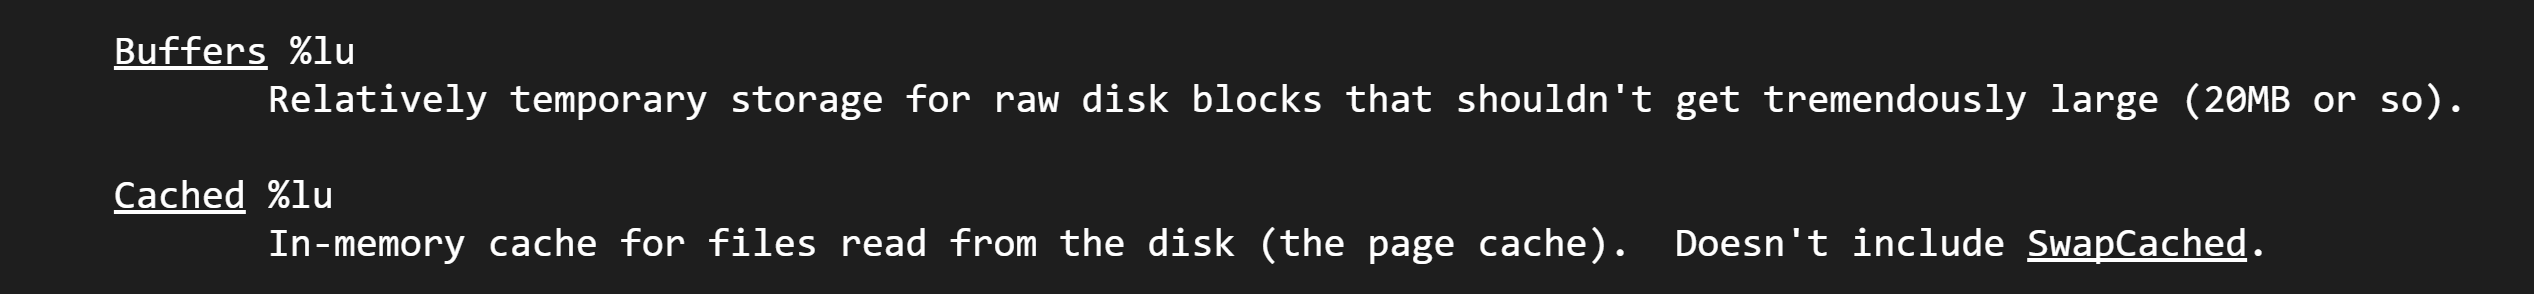 Buffers %lu
Relatively temporary storage for raw disk blocks that shouldn't get tremendously large (20MB or so).
Cached %lu
In-memory cache for files read from the disk (the page cache).  Doesn't include SwapCached.